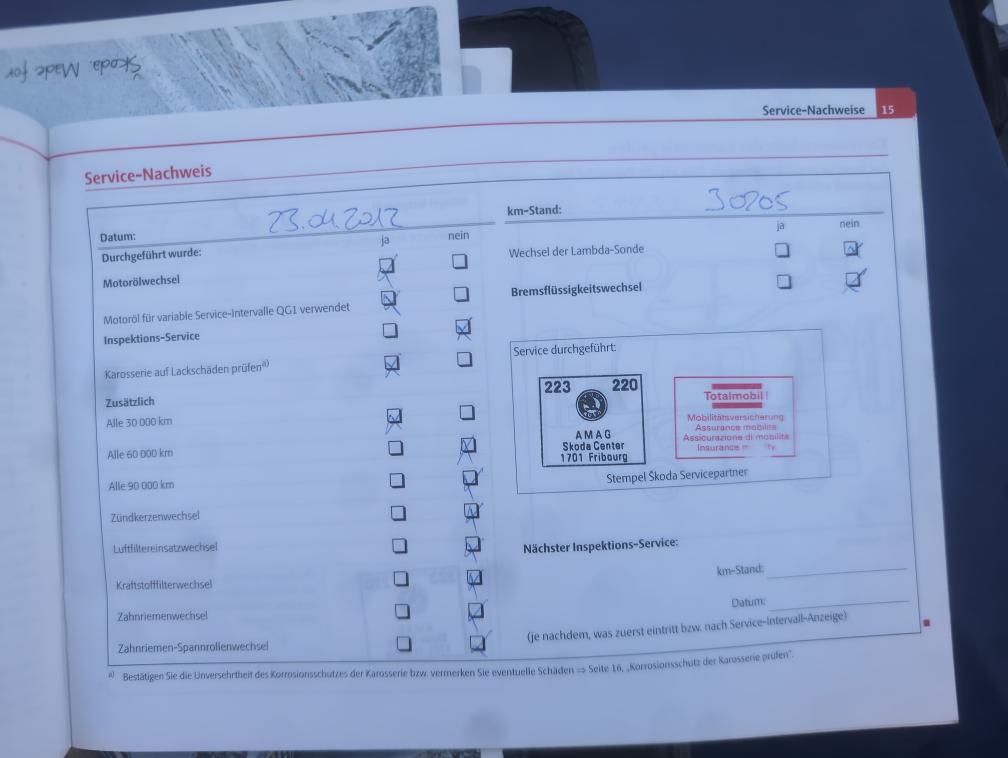 Škoda. Made for
Service-Nachweise 15
Service-Nachweis
Datum: 23.04.2012
km-Stand: 30205
ja nein
ja nein
Durchgeführt wurde:
Motorölwechsel
Motoröl für variable Service-Intervalle QG1 verwendet
Inspektions-Service
Karosserie auf Lackschäden prüfen a)
Zusätzlich
Alle 30 000 km
Alle 60 000 km
Alle 90 000 km
Zündkerzenwechsel
Luftfiltereinsatzwechsel
Kraftstofffilterwechsel
Zahnriemenwechsel
Zahnriemen-Spannrollenwechsel
Wechsel der Lambda-Sonde
Bremsflüssigkeitswechsel
Service durchgeführt:
223 220
AMAG
Skoda Center
1701 Fribourg
Totalmobil!
Mobilitätsversicherung
Assurance mobilité
Assicurazione di mobilità
Insurance
Stempel Škoda Servicepartner
Nächster Inspektions-Service:
km-Stand:
Datum:
(je nachdem, was zuerst eintritt bzw. nach Service-Intervall-Anzeige)
a) Bestätigen Sie die Unversehrtheit des Korrosionsschutzes der Karosserie bzw. vermerken Sie eventuelle Schäden ⇒ Seite 16, „Korrosionsschutz der Karosserie prüfen".